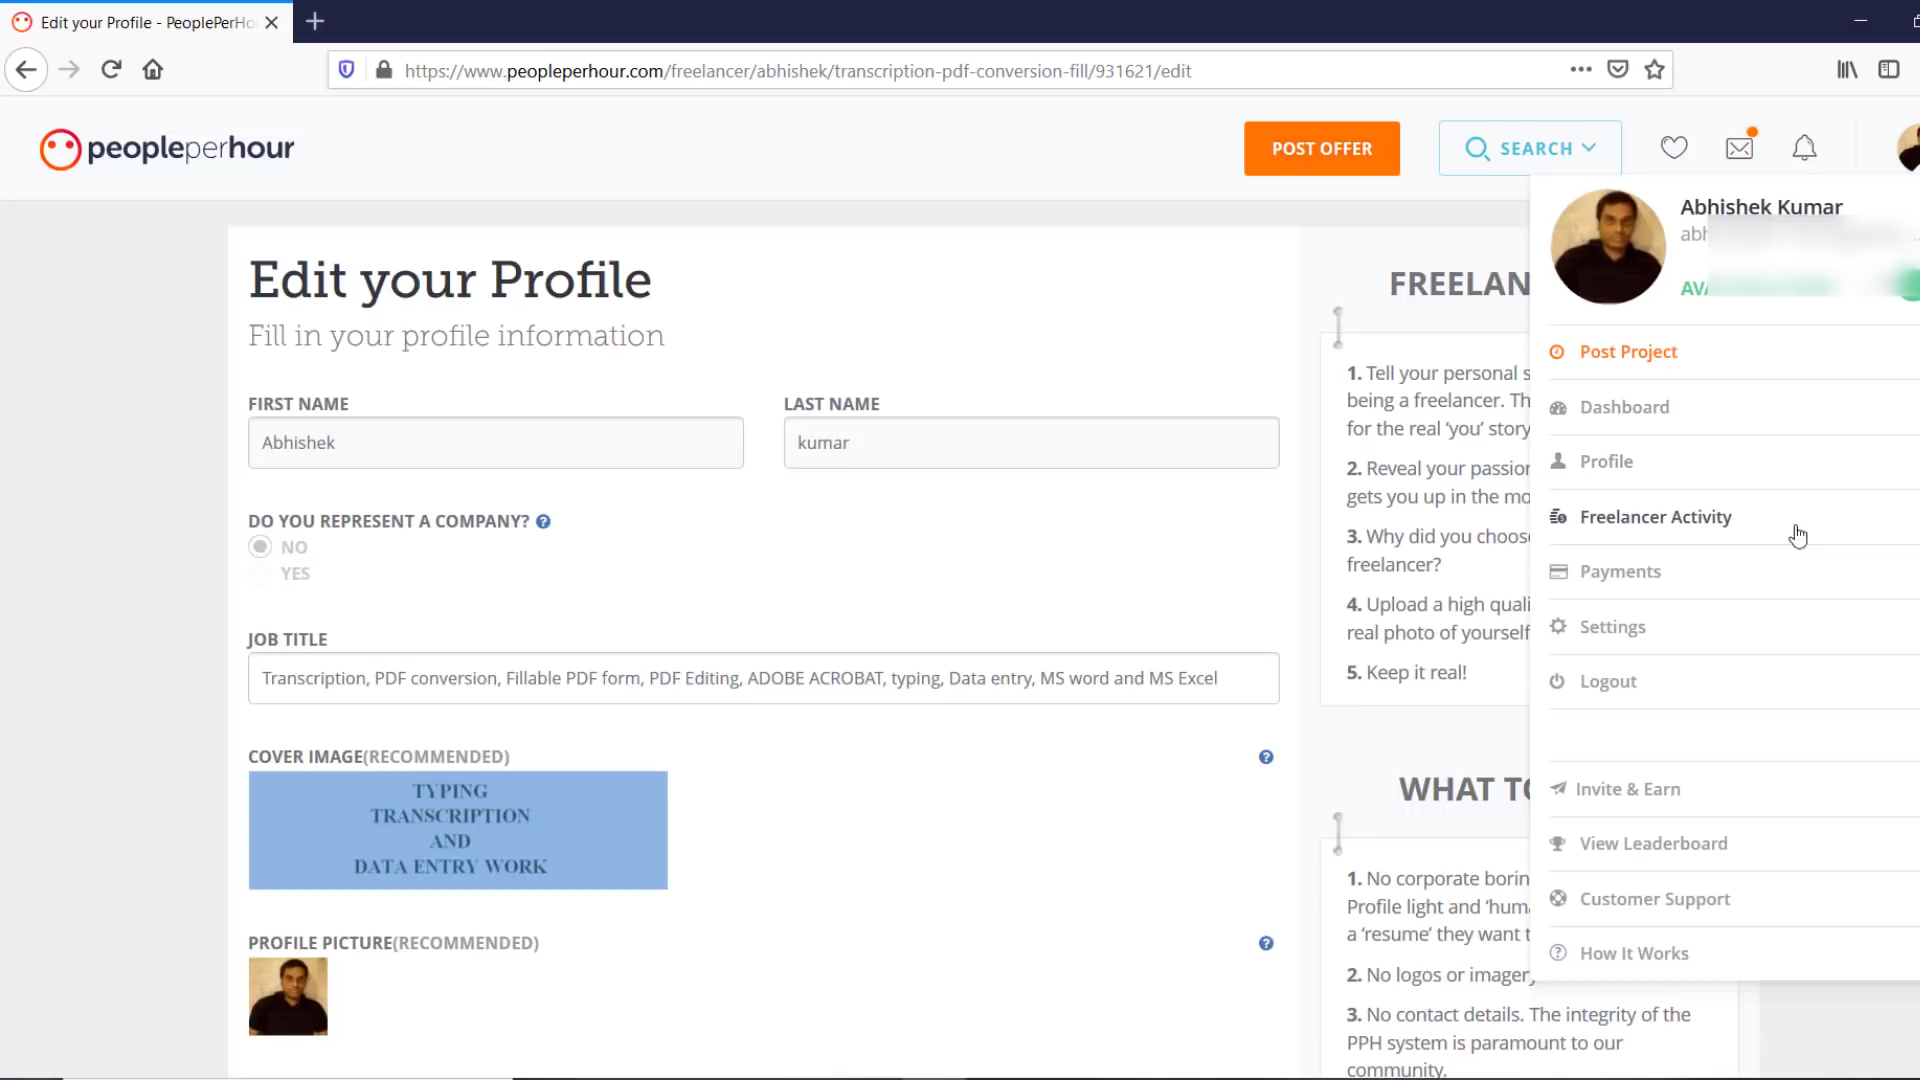 Edit your Profile - PeoplePerHo
https://www.peopleperhour.com/freelancer/abhishek/transcription-pdf-conversion-fill/931621/edit
peopleperhour
POST OFFER
SEARCH
Abhishek Kumar
abh
AVA
Post Project
Dashboard
Profile
Freelancer Activity
Payments
Settings
Logout
Invite & Earn
View Leaderboard
Customer Support
How It Works
Edit your Profile
Fill in your profile information
FIRST NAME
LAST NAME
Abhishek
kumar
DO YOU REPRESENT A COMPANY?
NO
YES
JOB TITLE
Transcription, PDF conversion, Fillable PDF form, PDF Editing, ADOBE ACROBAT, typing, Data entry, MS word and MS Excel
COVER IMAGE(RECOMMENDED)
TYPING
TRANSCRIPTION
AND
DATA ENTRY WORK
PROFILE PICTURE(RECOMMENDED)
FREELAN
1. Tell your personal s
being a freelancer. Th
for the real ‘you’ story
2. Reveal your passion
gets you up in the mo
3. Why did you choose
freelancer?
4. Upload a high quali
real photo of yourself
5. Keep it real!
WHAT TO
1. No corporate borin
Profile light and ‘hum
a ‘resume’ they want t
2. No logos or imagery
3. No contact details. The integrity of the
PPH system is paramount to our
community.